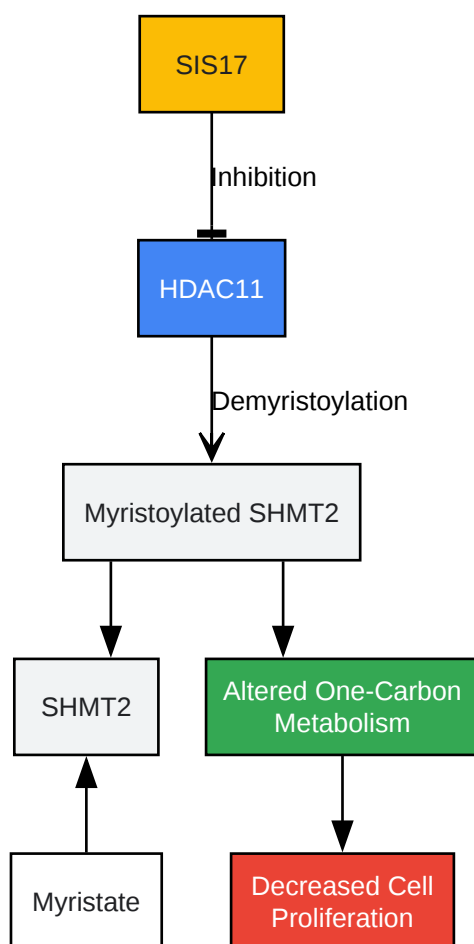 SIS17
Inhibition
HDAC11
Demyristoylation
Myristoylated SHMT2
SHMT2
Altered One-Carbon
Metabolism
Myristate
Decreased Cell
Proliferation